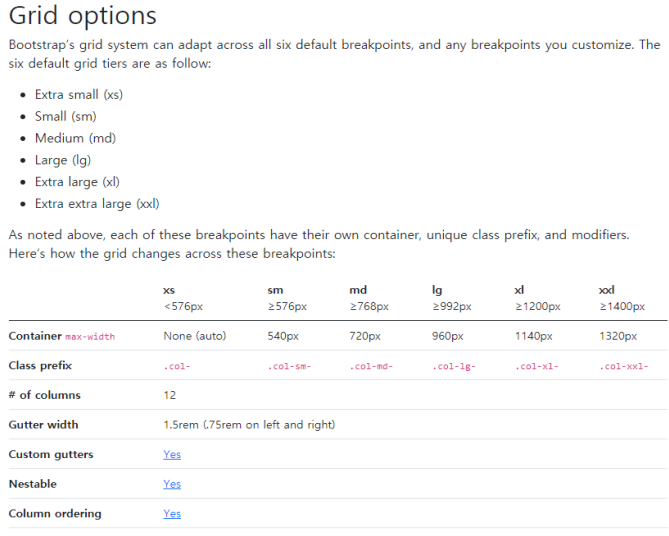 Grid options
Bootstrap's grid system can adapt across all six default breakpoints, and any breakpoints you customize. The
six default grid tiers are as follow:
• Extra small (xs)
• Small (sm)
• Medium (md)
• Large (lg)
• Extra large (xl)
• Extra extra large (xxl)
As noted above, each of these breakpoints have their own container, unique class prefix, and modifiers.
Here's how the grid changes across these breakpoints:
xs sm md lg xl xxl
<576px ≥576px ≥768px ≥992px ≥1200px ≥1400px
Container max-width None (auto) 540px 720px 960px 1140px 1320px
Class prefix .col- .col-sm- .col-md- .col-lg- .col-xl- .col-xxl-
# of columns 12
Gutter width 1.5rem (.75rem on left and right)
Custom gutters Yes
Nestable Yes
Column ordering Yes